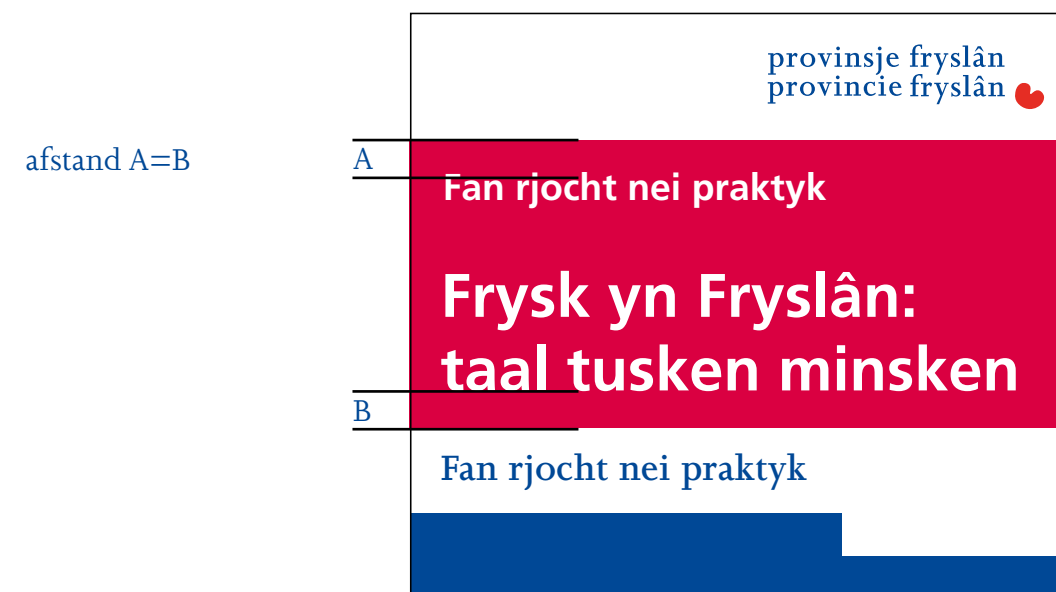 provinsje fryslân
provincie fryslân
afstand A=B
A
Fan rjocht nei praktyk
Frysk yn Fryslân:
taal tusken minsken
B
Fan rjocht nei praktyk